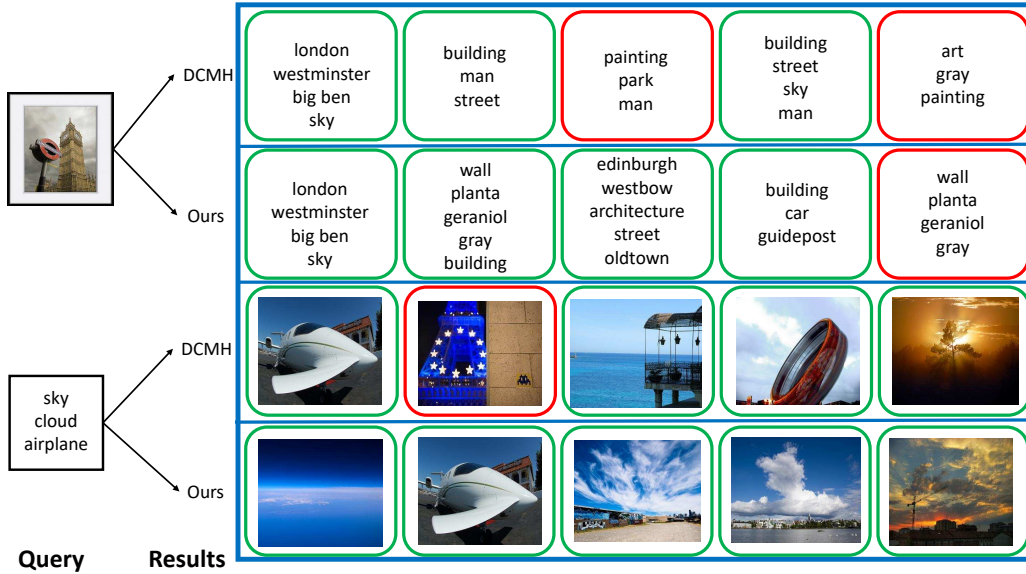 DCMH
london
westminster
big ben
sky
building
man
street
painting
park
man
building
street
sky
man
art
gray
painting
Ours
london
westminster
big ben
sky
wall
planta
geraniol
gray
building
edinburgh
westbow
architecture
street
oldtown
building
car
guidepost
wall
planta
geraniol
gray
sky
cloud
airplane
DCMH
Ours
Query
Results